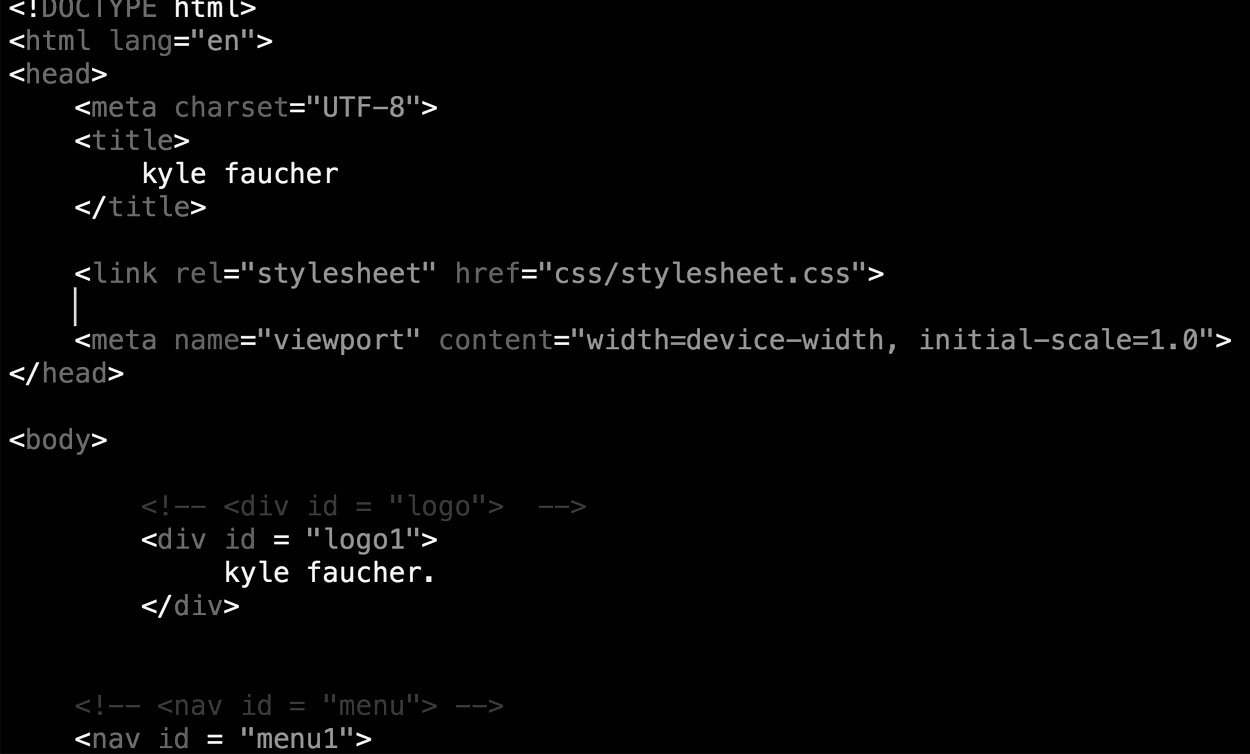 <!DOCTYPE html>
<html lang="en">
<head>
    <meta charset="UTF-8">
    <title>
        kyle faucher
    </title>

    <link rel="stylesheet" href="css/stylesheet.css">

    <meta name="viewport" content="width=device-width, initial-scale=1.0">
</head>

<body>

        <!-- <div id = "logo">  -->
        <div id = "logo1">
             kyle faucher.
        </div>


    <!-- <nav id = "menu"> -->
    <nav id = "menu1">